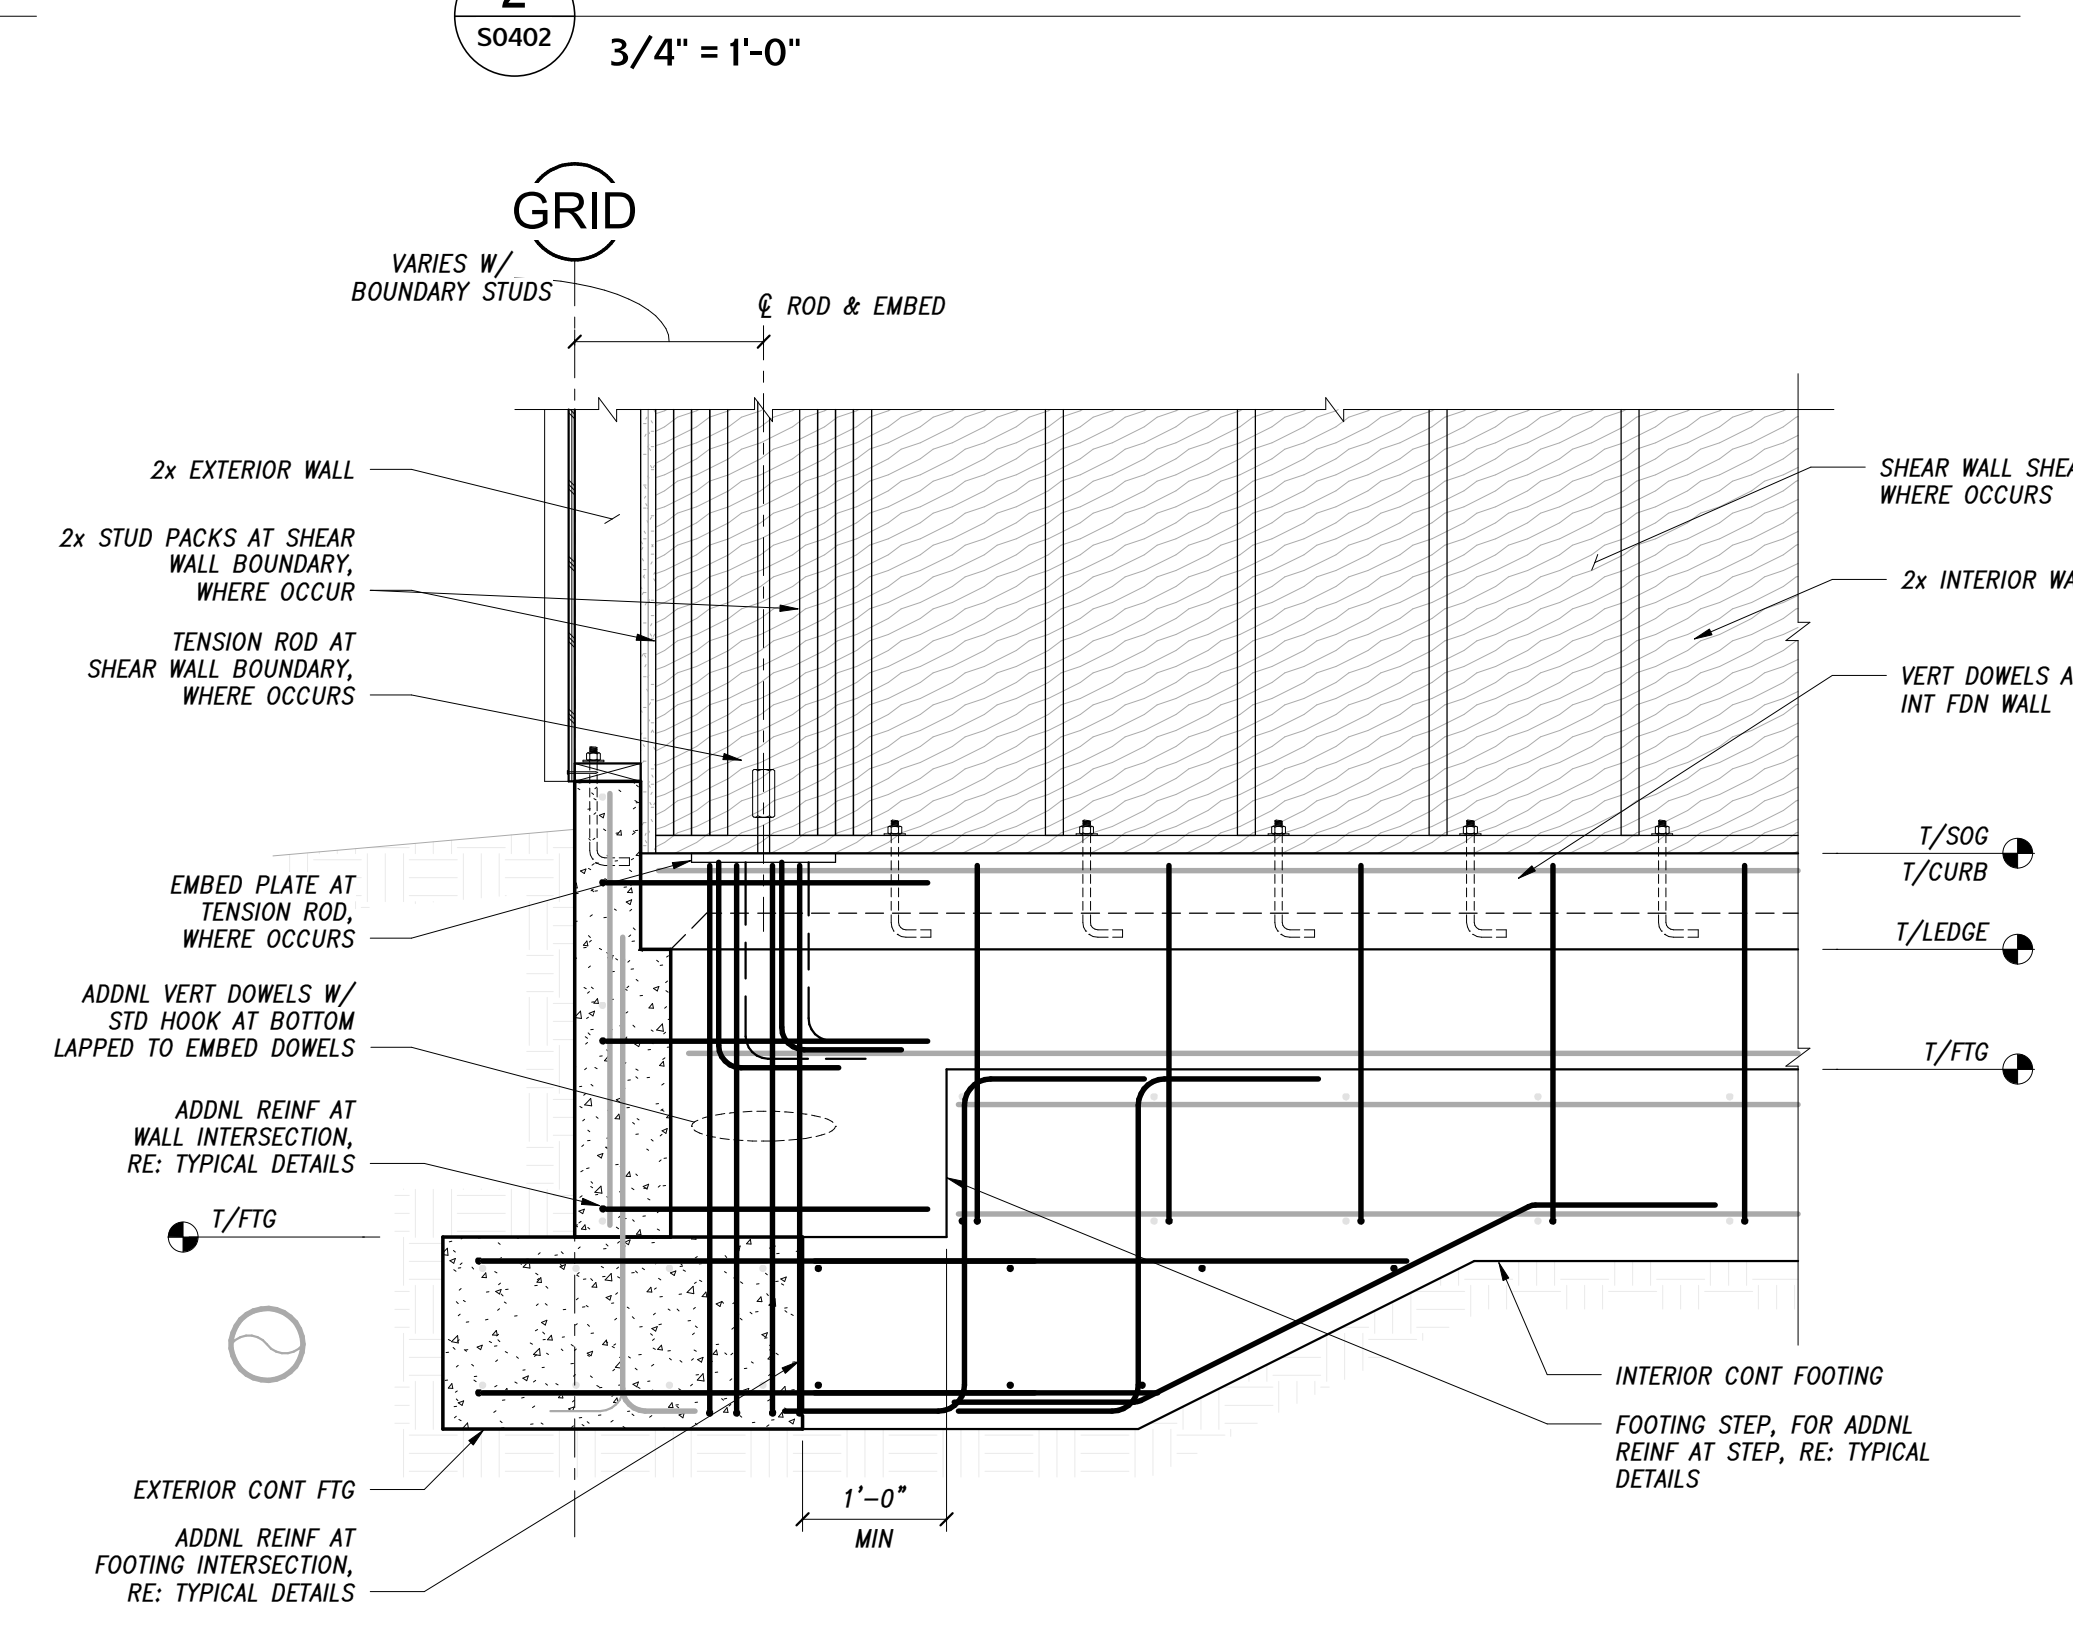 S0402
3/4" = 1'-0"
GRID
VARIES W/
BOUNDARY STUDS
℄ ROD & EMBED
2x EXTERIOR WALL
2x STUD PACKS AT SHEAR
WALL BOUNDARY,
WHERE OCCUR
TENSION ROD AT
SHEAR WALL BOUNDARY,
WHERE OCCURS
EMBED PLATE AT
TENSION ROD,
WHERE OCCURS
ADDNL VERT DOWELS W/
STD HOOK AT BOTTOM
LAPPED TO EMBED DOWELS
ADDNL REINF AT
WALL INTERSECTION,
RE: TYPICAL DETAILS
T/FTG
EXTERIOR CONT FTG
ADDNL REINF AT
FOOTING INTERSECTION,
RE: TYPICAL DETAILS
1'-0"
MIN
SHEAR WALL
WHERE OCCURS
2x INTERIOR
VERT DOWELS
INT FDN WALL
T/SOG
T/CURB
T/LEDGE
T/FTG
INTERIOR CONT FOOTING
FOOTING STEP, FOR ADDNL
REINF AT STEP, RE: TYPICAL
DETAILS